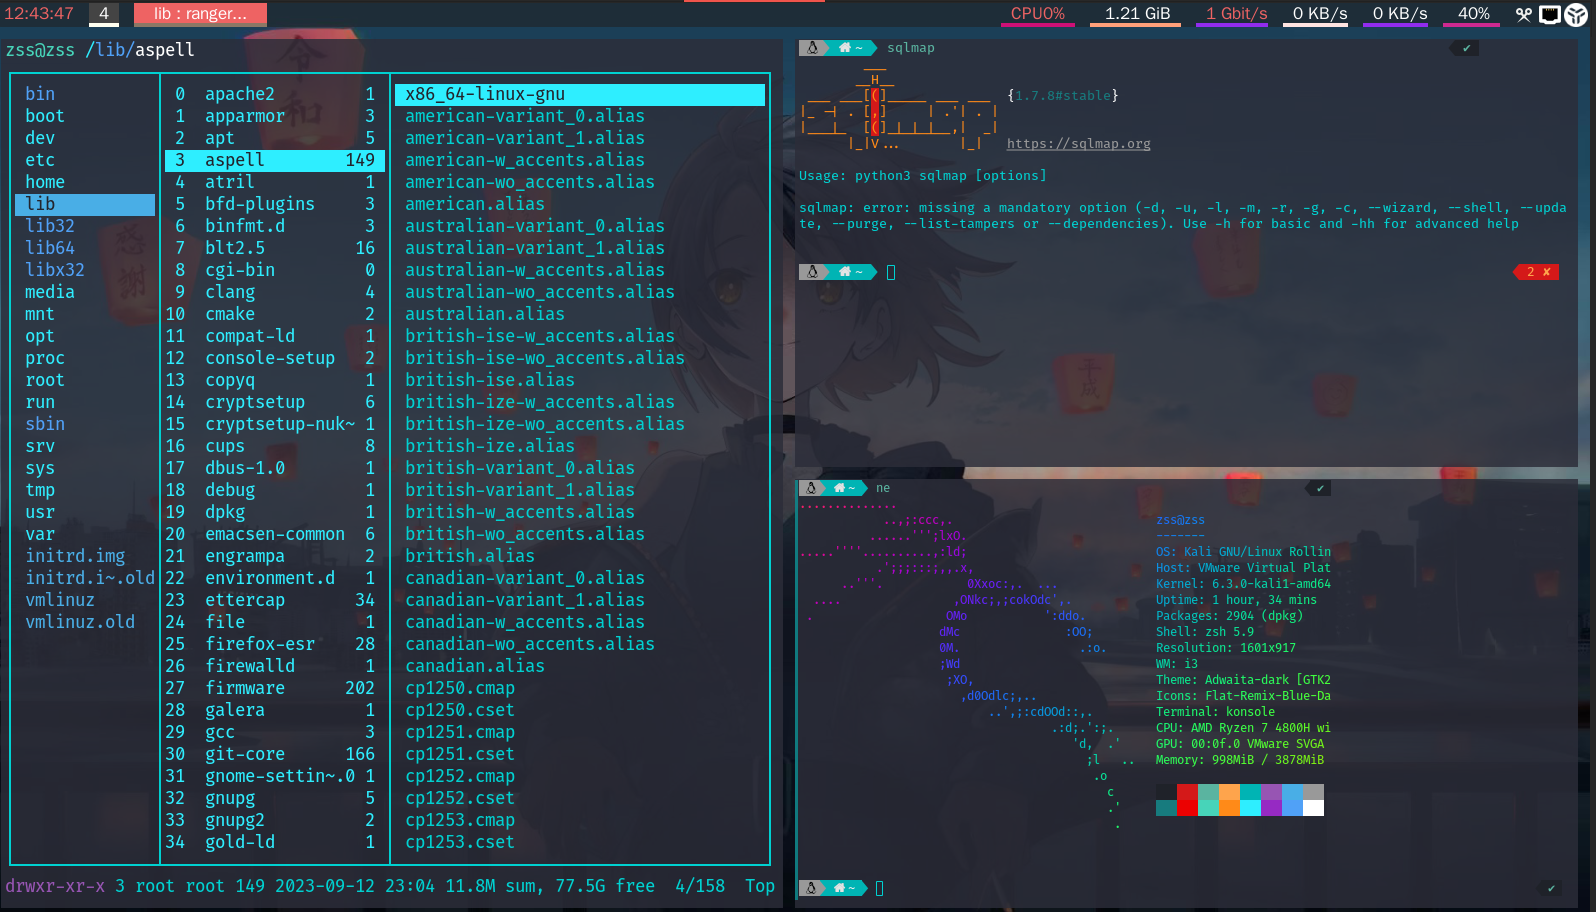 12:43:47 4 lib : ranger... CPU0% 1.21 GiB 1 Gbit/s 0 KB/s 0 KB/s 40%
zss@zss /lib/aspell
bin
boot
dev
etc
home
lib
lib32
lib64
libx32
media
mnt
opt
proc
root
run
sbin
srv
sys
tmp
usr
var
initrd.img
initrd.i~.old
vmlinuz
vmlinuz.old
0 apache2 1
1 apparmor 3
2 apt 5
3 aspell 149
4 atril 1
5 bfd-plugins 3
6 binfmt.d 3
7 blt2.5 16
8 cgi-bin 0
9 clang 4
10 cmake 2
11 compat-ld 1
12 console-setup 2
13 copyq 1
14 cryptsetup 6
15 cryptsetup-nuk~ 1
16 cups 8
17 dbus-1.0 1
18 debug 1
19 dpkg 1
20 emacsen-common 6
21 engrampa 2
22 environment.d 1
23 ettercap 34
24 file 1
25 firefox-esr 28
26 firewalld 1
27 firmware 202
28 galera 1
29 gcc 3
30 git-core 166
31 gnome-settin~.0 1
32 gnupg 5
33 gnupg2 2
34 gold-ld 1
x86_64-linux-gnu
american-variant_0.alias
american-variant_1.alias
american-w_accents.alias
american-wo_accents.alias
american.alias
australian-variant_0.alias
australian-variant_1.alias
australian-w_accents.alias
australian-wo_accents.alias
australian.alias
british-ise-w_accents.alias
british-ise-wo_accents.alias
british-ise.alias
british-ize-w_accents.alias
british-ize-wo_accents.alias
british-ize.alias
british-variant_0.alias
british-variant_1.alias
british-w_accents.alias
british-wo_accents.alias
british.alias
canadian-variant_0.alias
canadian-variant_1.alias
canadian-w_accents.alias
canadian-wo_accents.alias
canadian.alias
cp1250.cmap
cp1250.cset
cp1251.cmap
cp1251.cset
cp1252.cmap
cp1252.cset
cp1253.cmap
cp1253.cset
drwxr-xr-x 3 root root 149 2023-09-12 23:04 11.8M sum, 77.5G free 4/158 Top
~ sqlmap ✔
{1.7.8#stable}
https://sqlmap.org
Usage: python3 sqlmap [options]
sqlmap: error: missing a mandatory option (-d, -u, -l, -m, -r, -g, -c, --wizard, --shell, --upda
te, --purge, --list-tampers or --dependencies). Use -h for basic and -hh for advanced help
~ 2 ✘
~ ne ✔
zss@zss
-------
OS: Kali GNU/Linux Rollin
Host: VMware Virtual Plat
Kernel: 6.3.0-kali1-amd64
Uptime: 1 hour, 34 mins
Packages: 2904 (dpkg)
Shell: zsh 5.9
Resolution: 1601x917
WM: i3
Theme: Adwaita-dark [GTK2
Icons: Flat-Remix-Blue-Da
Terminal: konsole
CPU: AMD Ryzen 7 4800H wi
GPU: 00:0f.0 VMware SVGA
Memory: 998MiB / 3878MiB
~ ✔
令和
感謝